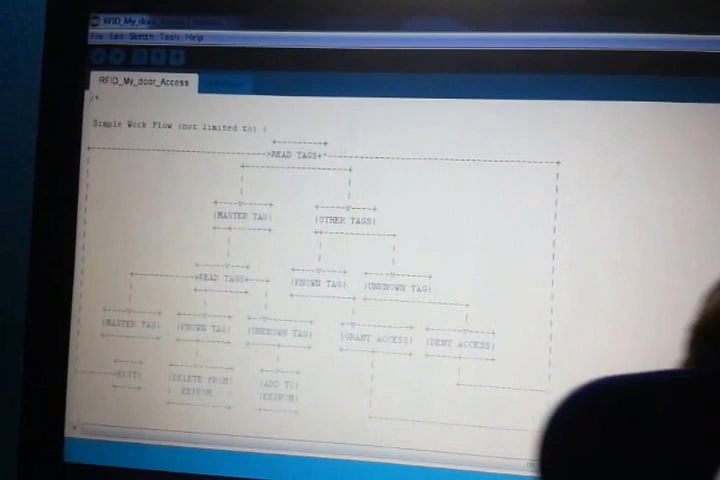 RFID_My_doo
File Edit Sketch Tools Help
RFID_My_door_Access
/*
Simple Work Flow (not limited to) :
READ TAGS
MASTER TAG OTHER TAGS
READ TAGS KNOWN TAG UNKNOWN TAG
MASTER TAG KNOWN TAG UNKNOWN TAG GRANT ACCESS DENY ACCESS
EXIT DELETE FROM ADD TO
EEPROM EEPROM